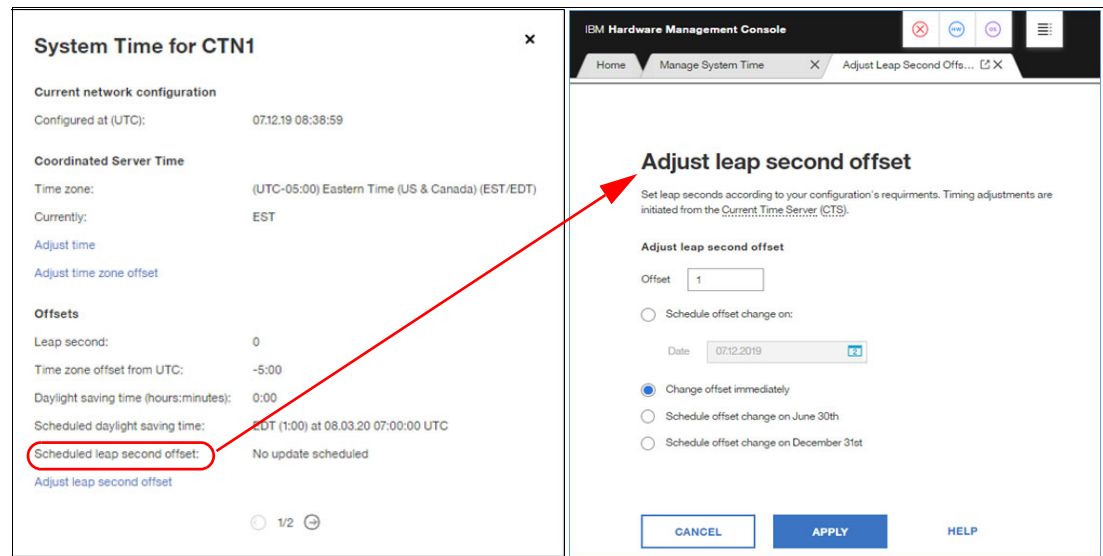 System Time for CTN1
Current network configuration
Configured at (UTC): 07.12.19 08:38:59
Coordinated Server Time
Time zone: (UTC-05:00) Eastern Time (US & Canada) (EST/EDT)
Currently: EST
Adjust time
Adjust time zone offset
Offsets
Leap second: 0
Time zone offset from UTC: -5:00
Daylight saving time (hours:minutes): 0:00
Scheduled daylight saving time: EDT (1:00) at 08.03.20 07:00:00 UTC
Scheduled leap second offset: No update scheduled
Adjust leap second offset
1/2
IBM Hardware Management Console
HW
OS
Home
Manage System Time
Adjust Leap Second Offs...
Adjust leap second offset
Set leap seconds according to your configuration's requirments. Timing adjustments are
initiated from the Current Time Server (CTS).
Adjust leap second offset
Offset 1
Schedule offset change on:
Date 07.12.2019
Change offset immediately
Schedule offset change on June 30th
Schedule offset change on December 31st
CANCEL
APPLY
HELP